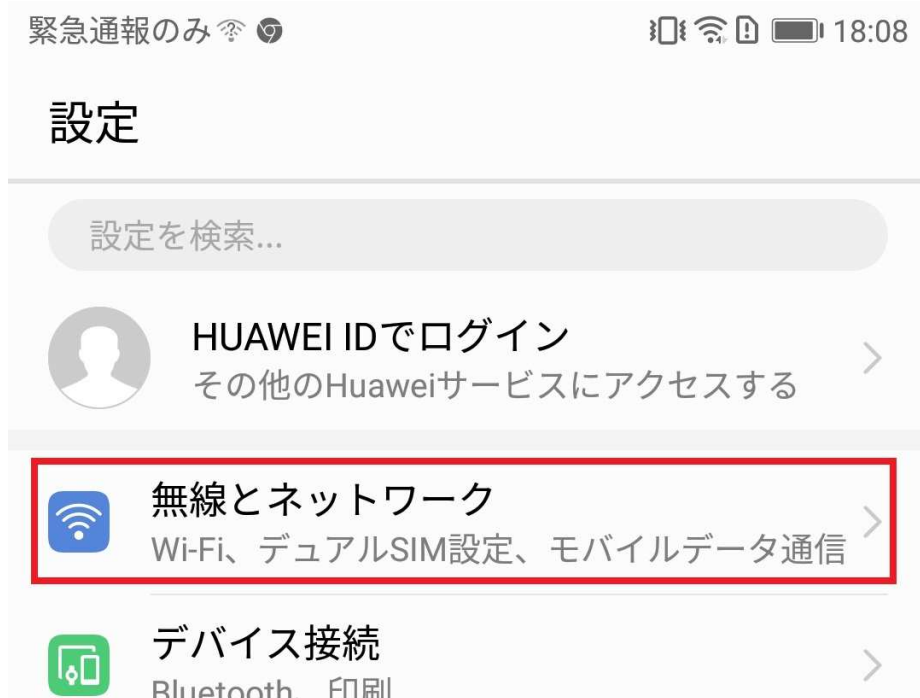 緊急通報のみ
18:08
設定
設定を検索...
HUAWEI IDでログイン
その他のHuaweiサービスにアクセスする
無線とネットワーク
Wi-Fi、デュアルSIM設定、モバイルデータ通信
デバイス接続
Bluetooth、印刷